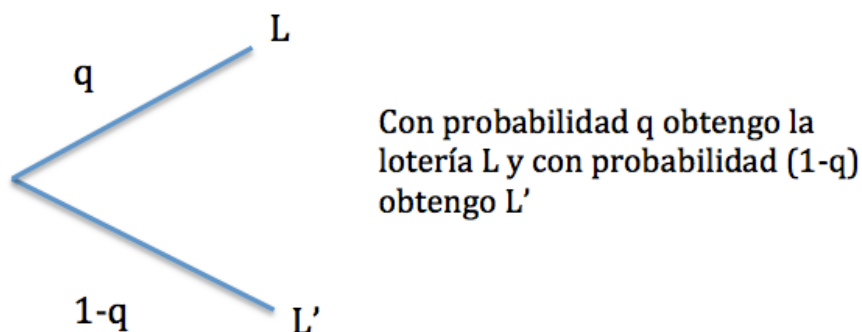 L
q
Con probabilidad q obtengo la
lotería L y con probabilidad (1-q)
obtengo L’
1-q
L’